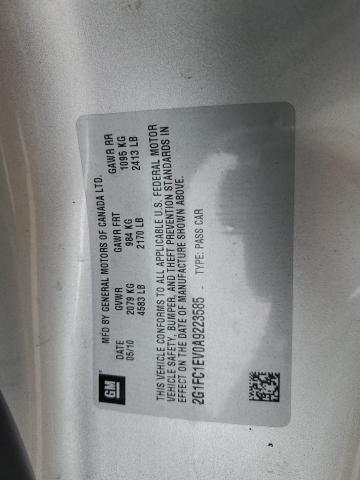 MFD BY GENERAL MOTORS OF CANADA LTD.
DATE GVWR GAWR FRT GAWR RR
05/10 2079 KG 984 KG 1095 KG
4583 LB 2170 LB 2413 LB
THIS VEHICLE CONFORMS TO ALL APPLICABLE U.S. FEDERAL MOTOR
VEHICLE SAFETY, BUMPER, AND THEFT PREVENTION STANDARDS IN
EFFECT ON THE DATE OF MANUFACTURE SHOWN ABOVE.
2G1FC1EV0A9223585 TYPE: PASS CAR
GM